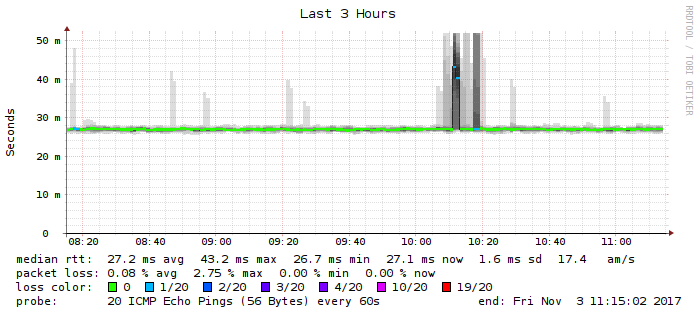 Last 3 Hours
RRDTOOL / TOBI OETIKER
Seconds
50 m
40 m
30 m
20 m
10 m
0
08:20 08:40 09:00 09:20 09:40 10:00 10:20 10:40 11:00
median rtt: 27.2 ms avg 43.2 ms max 26.7 ms min 27.1 ms now 1.6 ms sd 17.4 am/s
packet loss: 0.08 % avg 2.75 % max 0.00 % min 0.00 % now
loss color: 0 1/20 2/20 3/20 4/20 10/20 19/20
probe: 20 ICMP Echo Pings (56 Bytes) every 60s end: Fri Nov 3 11:15:02 2017